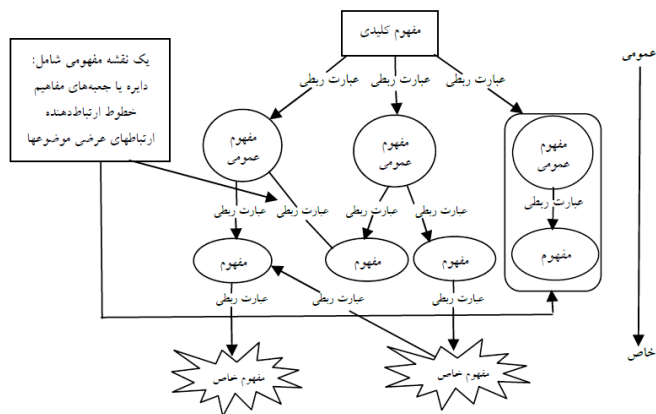 مفهوم کلیدی
عمومی
یک نقشه مفهومی شامل:
دایره یا جعبه‌های مفاهیم
خطوط ارتباط‌دهنده
ارتباطهای عرضی موضوعها
عبارت ربطی
عبارت ربطی
عبارت ربطی
مفهوم
عمومی
مفهوم
عمومی
مفهوم
عمومی
عبارت ربطی
عبارت ربطی
عبارت ربطی
عبارت ربطی
عبارت ربطی
مفهوم
مفهوم
مفهوم
مفهوم
عبارت ربطی
عبارت ربطی
عبارت ربطی
خاص
مفهوم خاص
مفهوم خاص